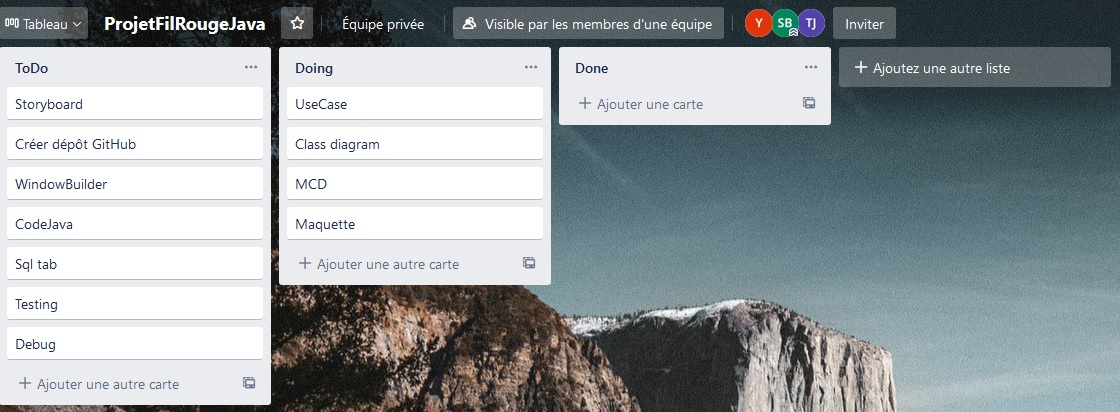 Tableau
ProjetFilRougeJava
Équipe privée
Visible par les membres d'une équipe
Y
SB
TJ
Inviter
ToDo
Storyboard
Créer dépôt GitHub
WindowBuilder
CodeJava
Sql tab
Testing
Debug
Ajouter une autre carte
Doing
UseCase
Class diagram
MCD
Maquette
Ajouter une autre carte
Done
Ajouter une carte
Ajoutez une autre liste